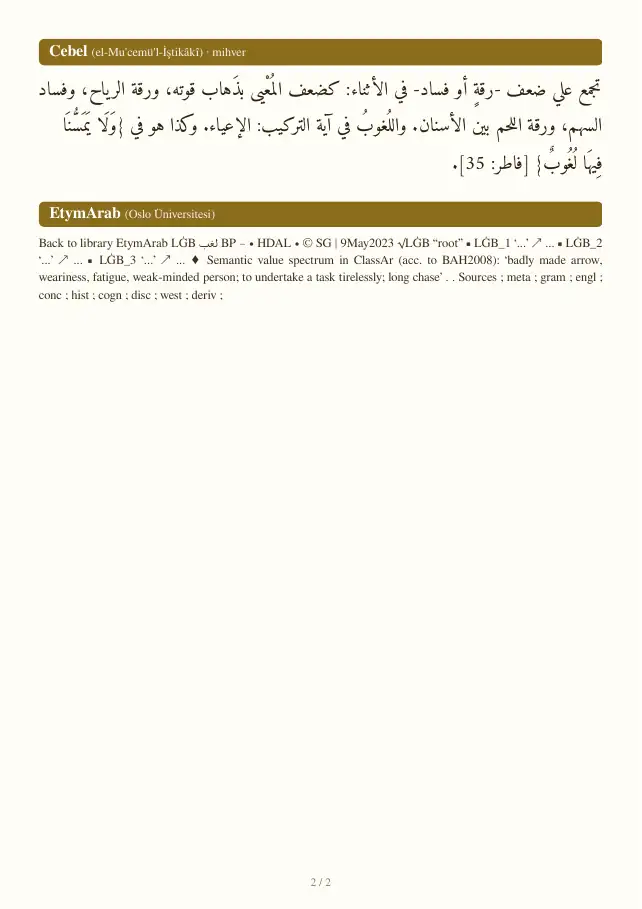 Cebel (el-Mu'cemü'l-İştikâkî) · mihver
تجمع علي ضعف -رقةٍ أو فساد- في الأثناء: كضعف المُعْيى بذَهاب قوته، ورقة الرياح، وفساد
السهم، ورقة اللحم بين الأسنان. واللُغوبُ في آية التركيب: الإعياء. وكذا هو في {وَلَا يَمَسُّنَا
فِيهَا لُغُوبٌ} [فاطر: 35].
EtymArab (Oslo Üniversitesi)
Back to library EtymArab LĠB لغب BP – • HDAL • © SG | 9May2023 √LĠB “root” ▪ LĠB_1 ‘...’ ↗ ... ▪ LĠB_2
‘...’ ↗ ... ▪ LĠB_3 ‘...’ ↗ ... ♦ Semantic value spectrum in ClassAr (acc. to BAH2008): ‘badly made arrow,
weariness, fatigue, weak-minded person; to undertake a task tirelessly; long chase’ . . Sources ; meta ; gram ; engl ;
conc ; hist ; cogn ; disc ; west ; deriv ;
2 / 2